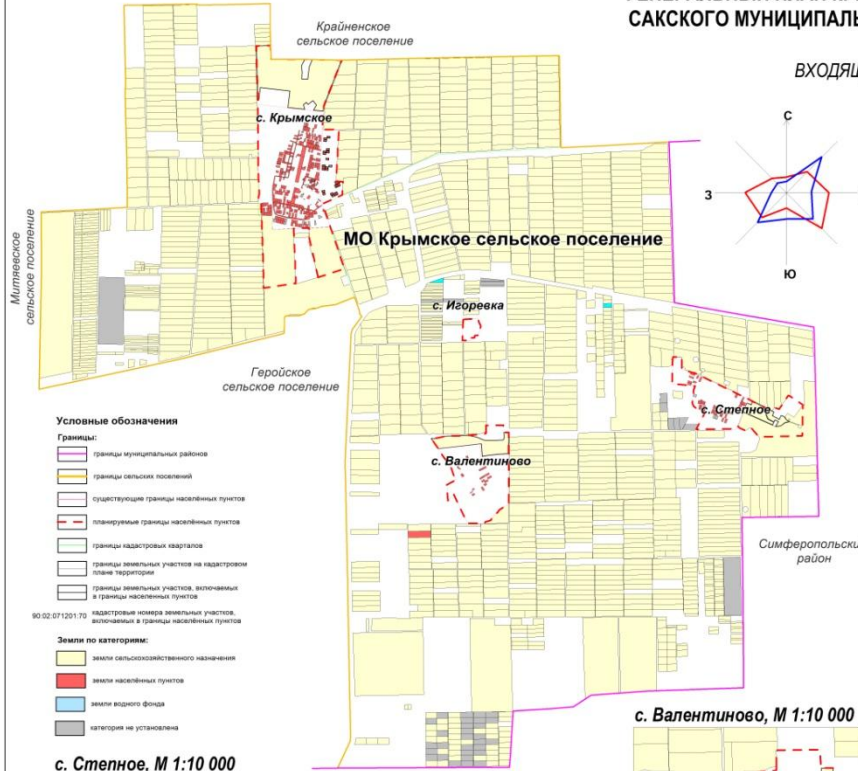 САКСКОГО МУНИЦИПАЛЬ
ВХОДЯЩ
Крайненское
сельское поселение
С
З
Ю
с. Крымское
МО Крымское сельское поселение
Митяевское
сельское поселение
с. Игоревка
Геройское
сельское поселение
с. Степное
с. Валентиново
Симферопольски
район
Условные обозначения
Границы:
границы муниципальных районов
границы сельских поселений
существующие границы населённых пунктов
планируемые границы населённых пунктов
границы кадастровых кварталов
границы земельных участков на кадастровом
плане территории
границы земельных участков, включаемых
в границы населенных пунктов
90:02:071201:70 кадастровые номера земельных участков,
включаемых в границы населённых пунктов
Земли по категориям:
земли сельскохозяйственного назначения
земли населённых пунктов
земли водного фонда
категория не установлена
с. Степное, М 1:10 000
с. Валентиново, М 1:10 000